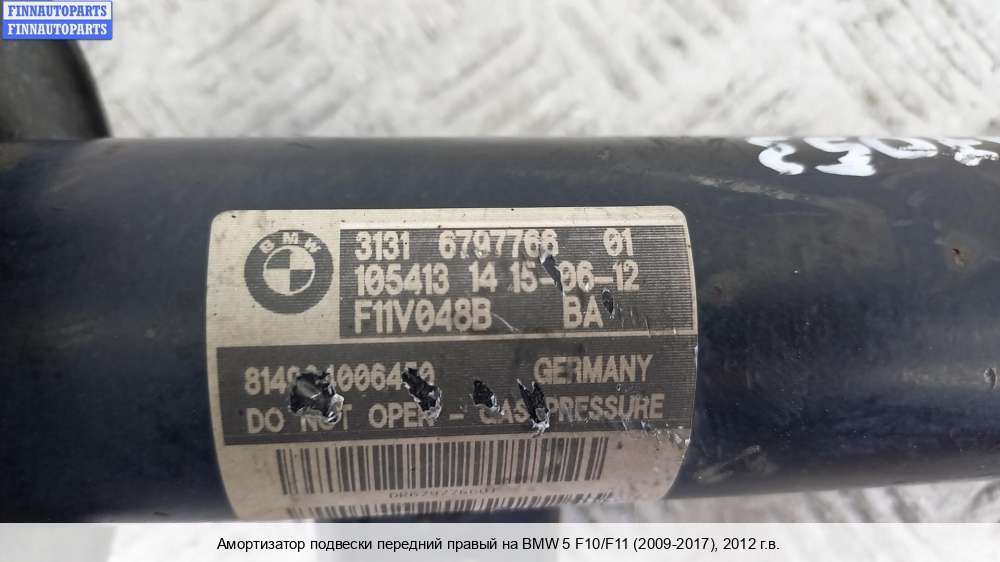 FINNAUTOPARTS
FINNAUTOPARTS
BMW
3131 6797766 01
105413 14 15-06-12
F11V048B BA
GERMANY
DO NOT OPEN - GAS PRESSURE
Амортизатор подвески передний правый на BMW 5 F10/F11 (2009-2017), 2012 г.в.